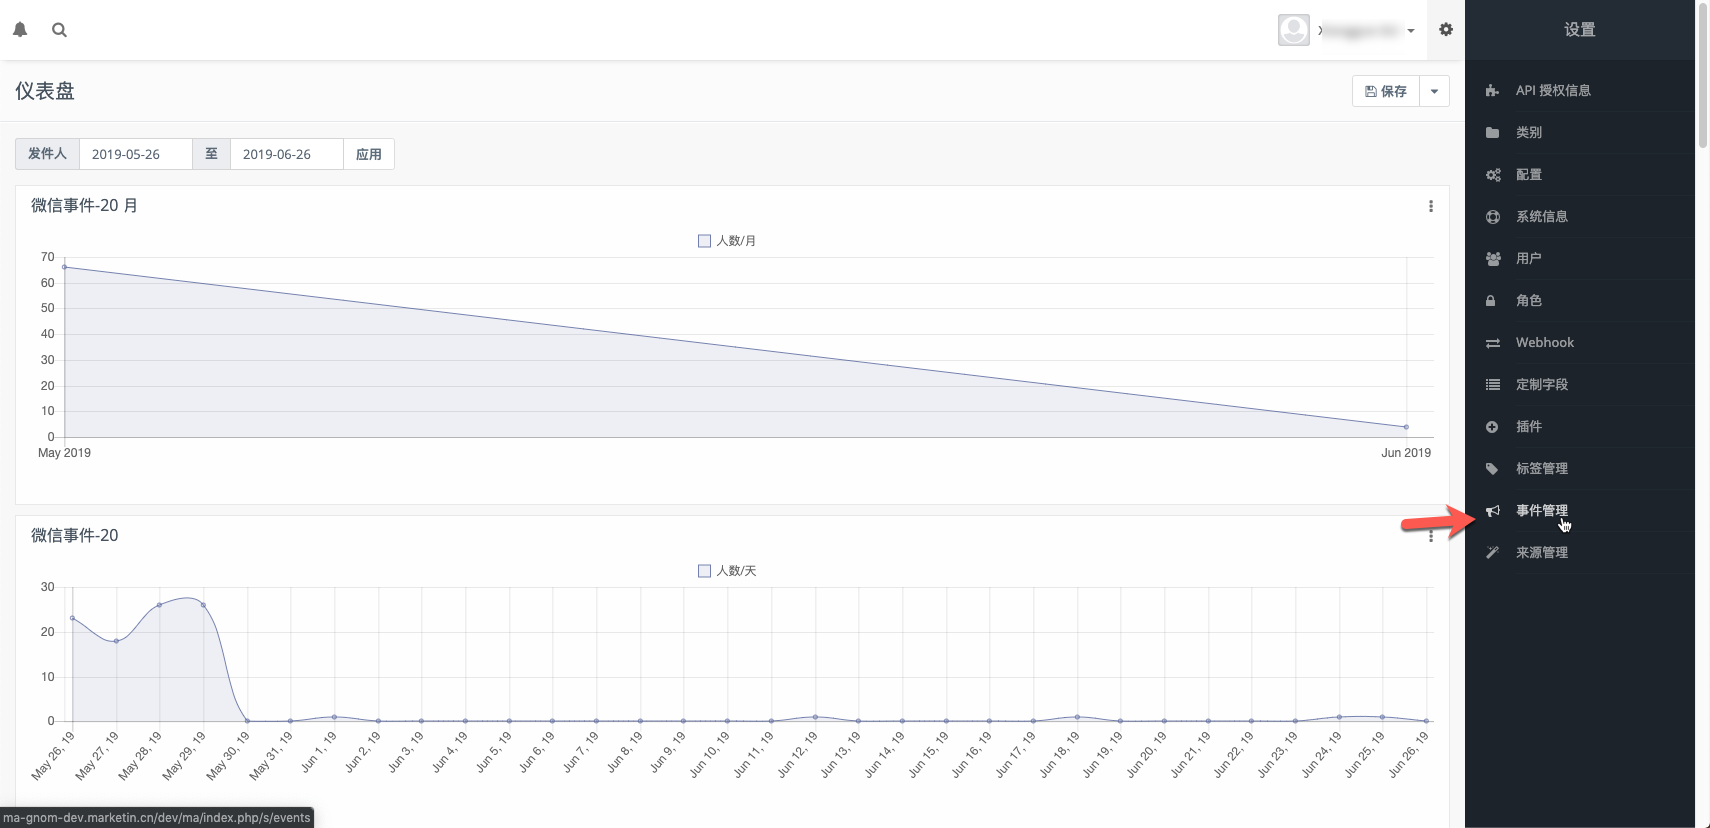 设置
仪表盘
保存
发件人 2019-05-26 至 2019-06-26 应用
微信事件-20 月
人数/月
70
60
50
40
30
20
10
0
May 2019 Jun 2019
微信事件-20
人数/天
30
20
10
0
May 26, 19 May 27, 19 May 28, 19 May 29, 19 May 30, 19 May 31, 19 Jun 1, 19 Jun 2, 19 Jun 3, 19 Jun 4, 19 Jun 5, 19 Jun 6, 19 Jun 7, 19 Jun 8, 19 Jun 9, 19 Jun 10, 19 Jun 11, 19 Jun 12, 19 Jun 13, 19 Jun 14, 19 Jun 15, 19 Jun 16, 19 Jun 17, 19 Jun 18, 19 Jun 19, 19 Jun 20, 19 Jun 21, 19 Jun 22, 19 Jun 23, 19 Jun 24, 19 Jun 25, 19 Jun 26, 19
ma-gnom-dev.marketin.cn/dev/ma/index.php/s/events
API 授权信息
类别
配置
系统信息
用户
角色
Webhook
定制字段
插件
标签管理
事件管理
来源管理